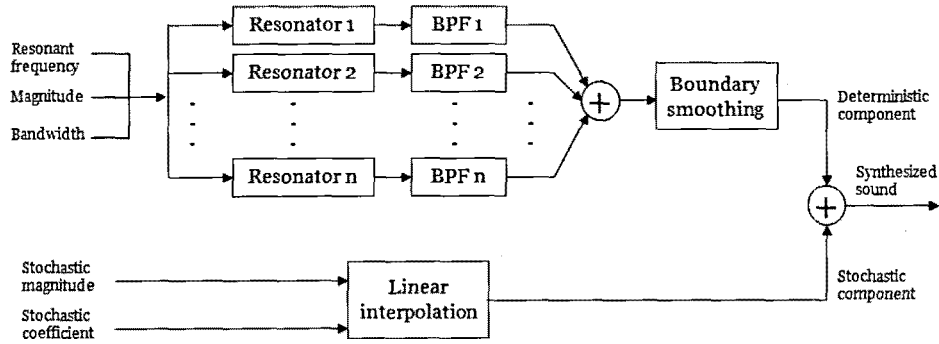 Resonant
frequency
Magnitude
Bandwidth
Resonator 1
BPF 1
Resonator 2
BPF 2
Resonator n
BPF n
+
Boundary
smoothing
Deterministic
component
+
Synthesized
sound
Stochastic
magnitude
Stochastic
coefficient
Linear
interpolation
Stochastic
component